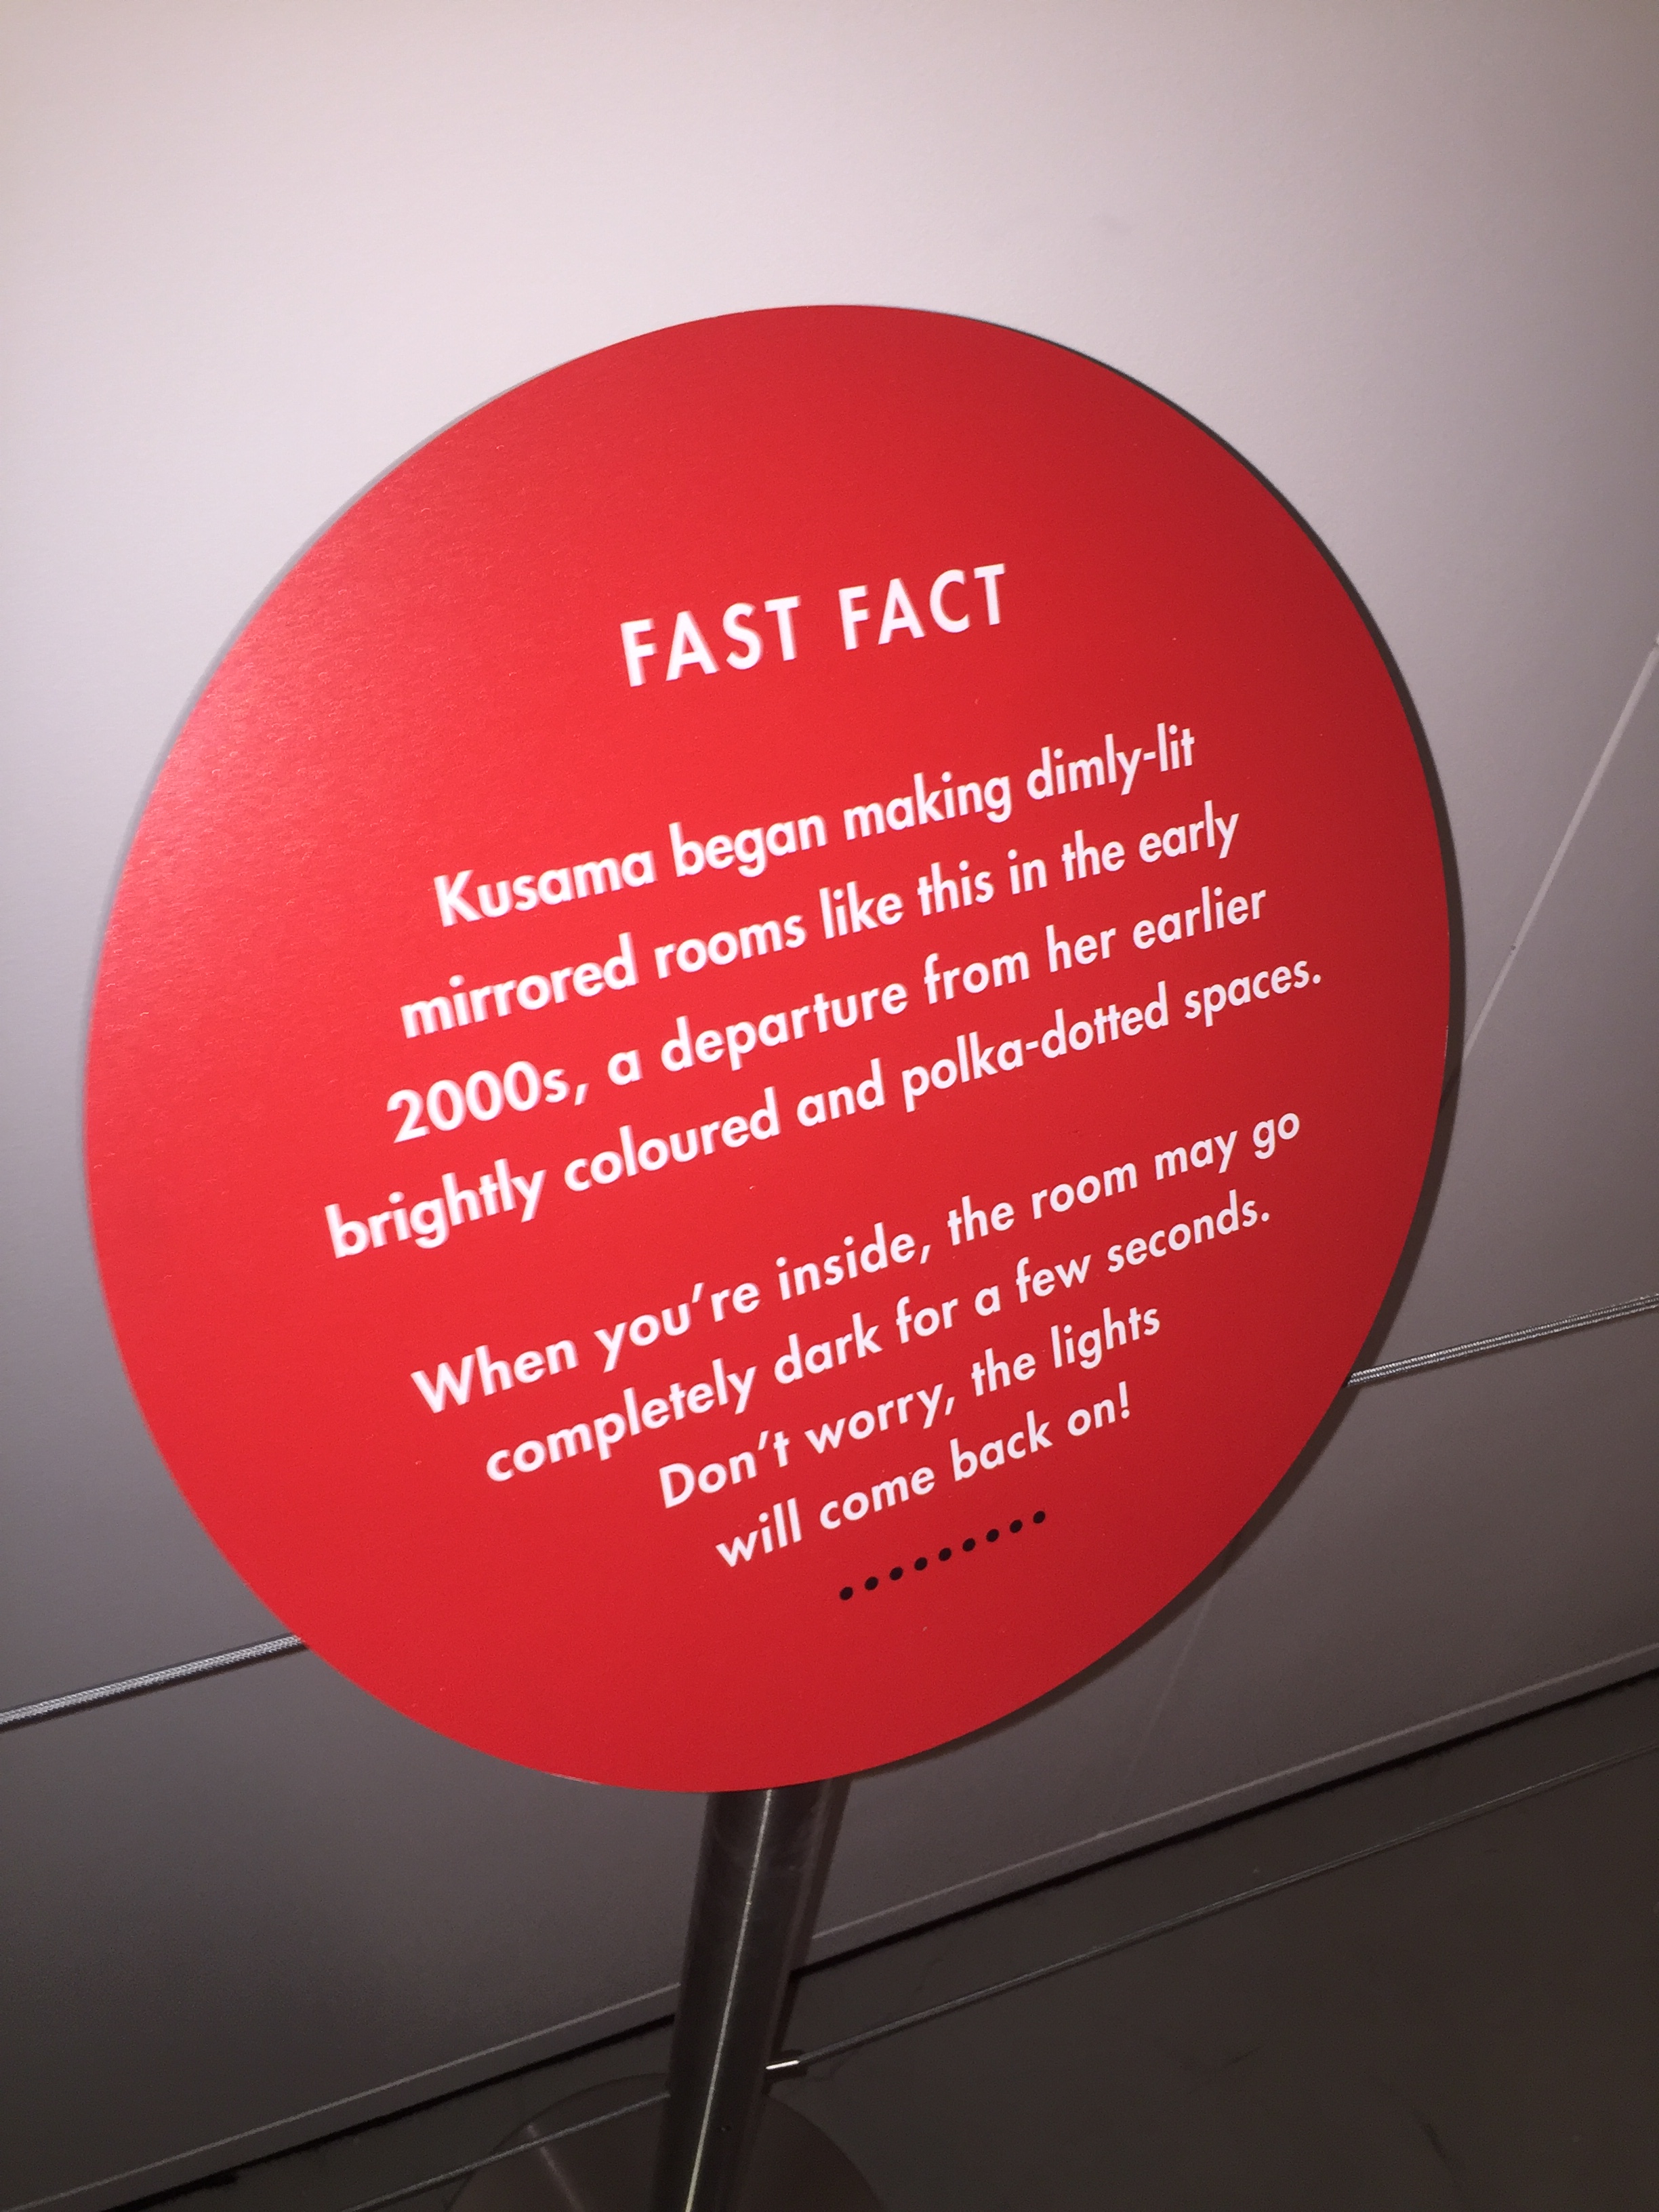 FAST FACT
Kusama began making dimly-lit
mirrored rooms like this in the early
2000s, a departure from her earlier
brightly coloured and polka-dotted spaces.
When you're inside, the room may go
completely dark for a few seconds.
Don't worry, the lights
will come back on!